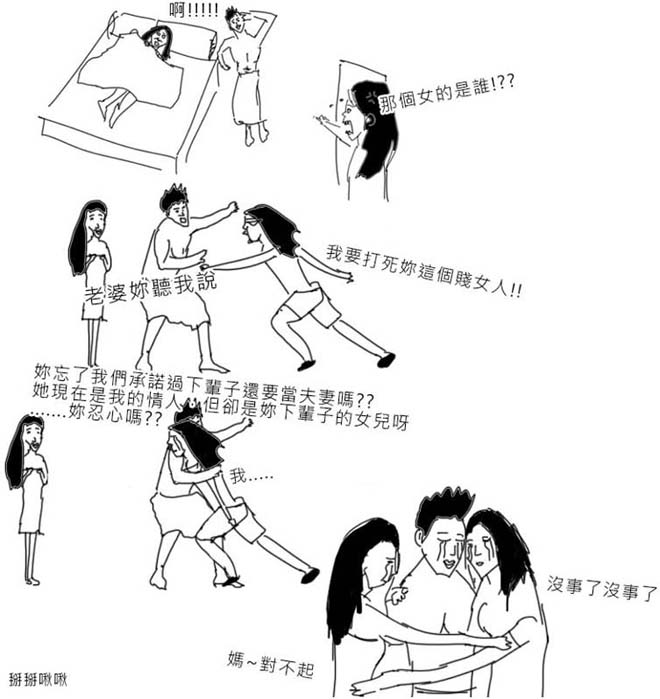 啊!!!!!
那個女的是誰!??
我要打死妳這個賤女人!!
老婆妳聽我說
妳忘了我們承諾過下輩子還要當夫妻嗎??
她現在是我的情人，但卻是妳下輩子的女兒呀
.......妳忍心嗎??
我.....
沒事了沒事了
媽~對不起
掰掰啾啾